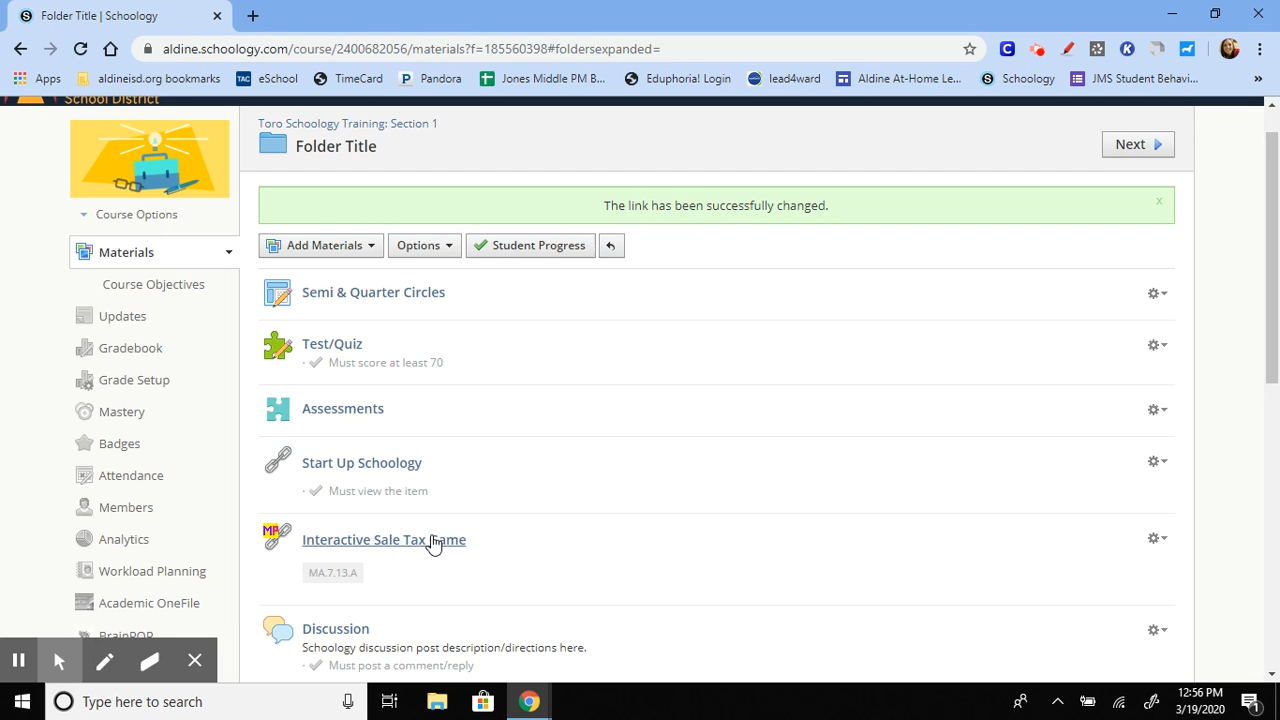 Folder Title | Schoology
aldine.schoology.com/course/2400682056/materials?f=185560398#foldersexpanded=
Apps aldineisd.org bookmarks TAC eSchool TimeCard Pandora Jones Middle PM B... Eduphoria! Login lead4ward Aldine At-Home Le... Schoology JMS Student Behavi... »
School District
Toro Schoology Training: Section 1
Folder Title
Next
Course Options
The link has been successfully changed.
x
Materials
Add Materials Options Student Progress
Course Objectives
Semi & Quarter Circles
Updates
Gradebook
Test/Quiz
· Must score at least 70
Grade Setup
Mastery
Assessments
Badges
Start Up Schoology
Attendance
· Must view the item
Members
Analytics
MP
Interactive Sale Tax Game
Workload Planning
MA.7.13.A
Academic OneFile
BrainPOP
Discussion
Schoology discussion post description/directions here.
· Must post a comment/reply
Type here to search
12:56 PM
3/19/2020
1